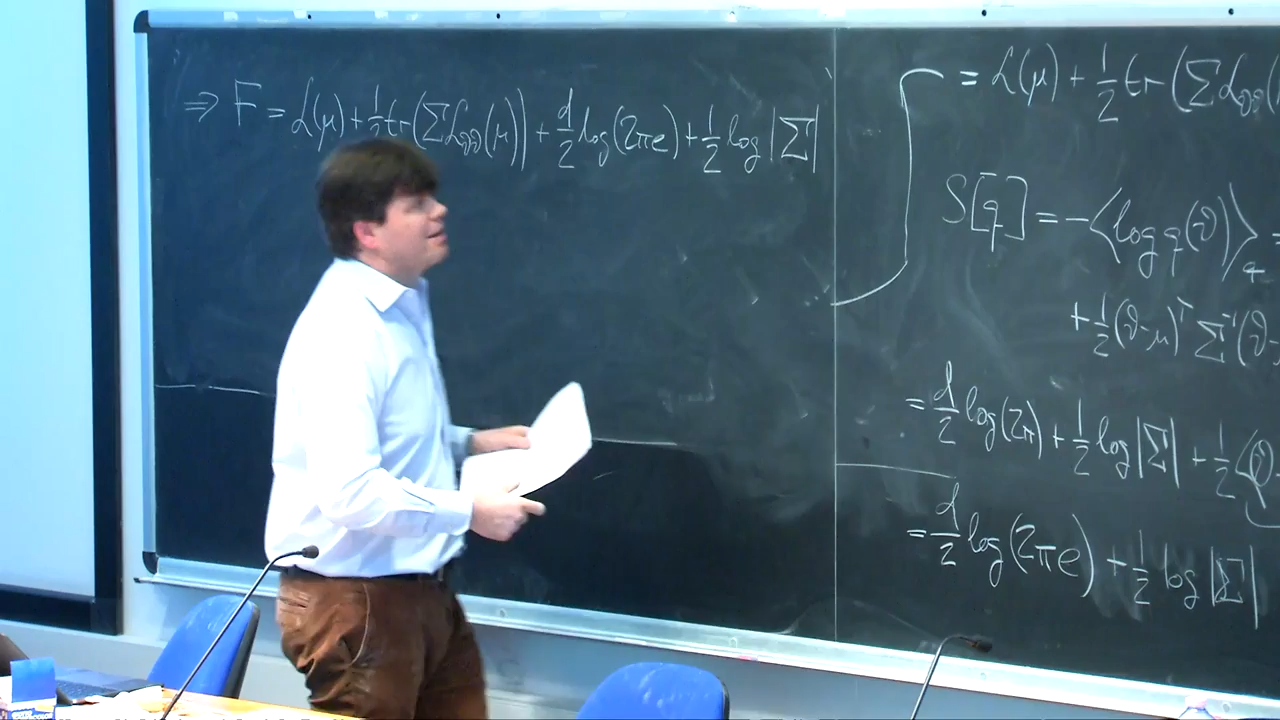 ⇒ F = ℒ(μ) + 1/2 tr(Σ ℒ_ϑϑ(μ)) + d/2 log(2πe) + 1/2 log |Σ|
= ℒ(μ) + 1/2 tr(Σ ℒ_ϑϑ(
S[q] = -⟨log q(ϑ)⟩_q =
+ 1/2 (ϑ-μ)^T Σ^-1 (ϑ-
= d/2 log(2π) + 1/2 log |Σ| + 1/2 ⟨(ϑ
= d/2 log(2πe) + 1/2 log |Σ|